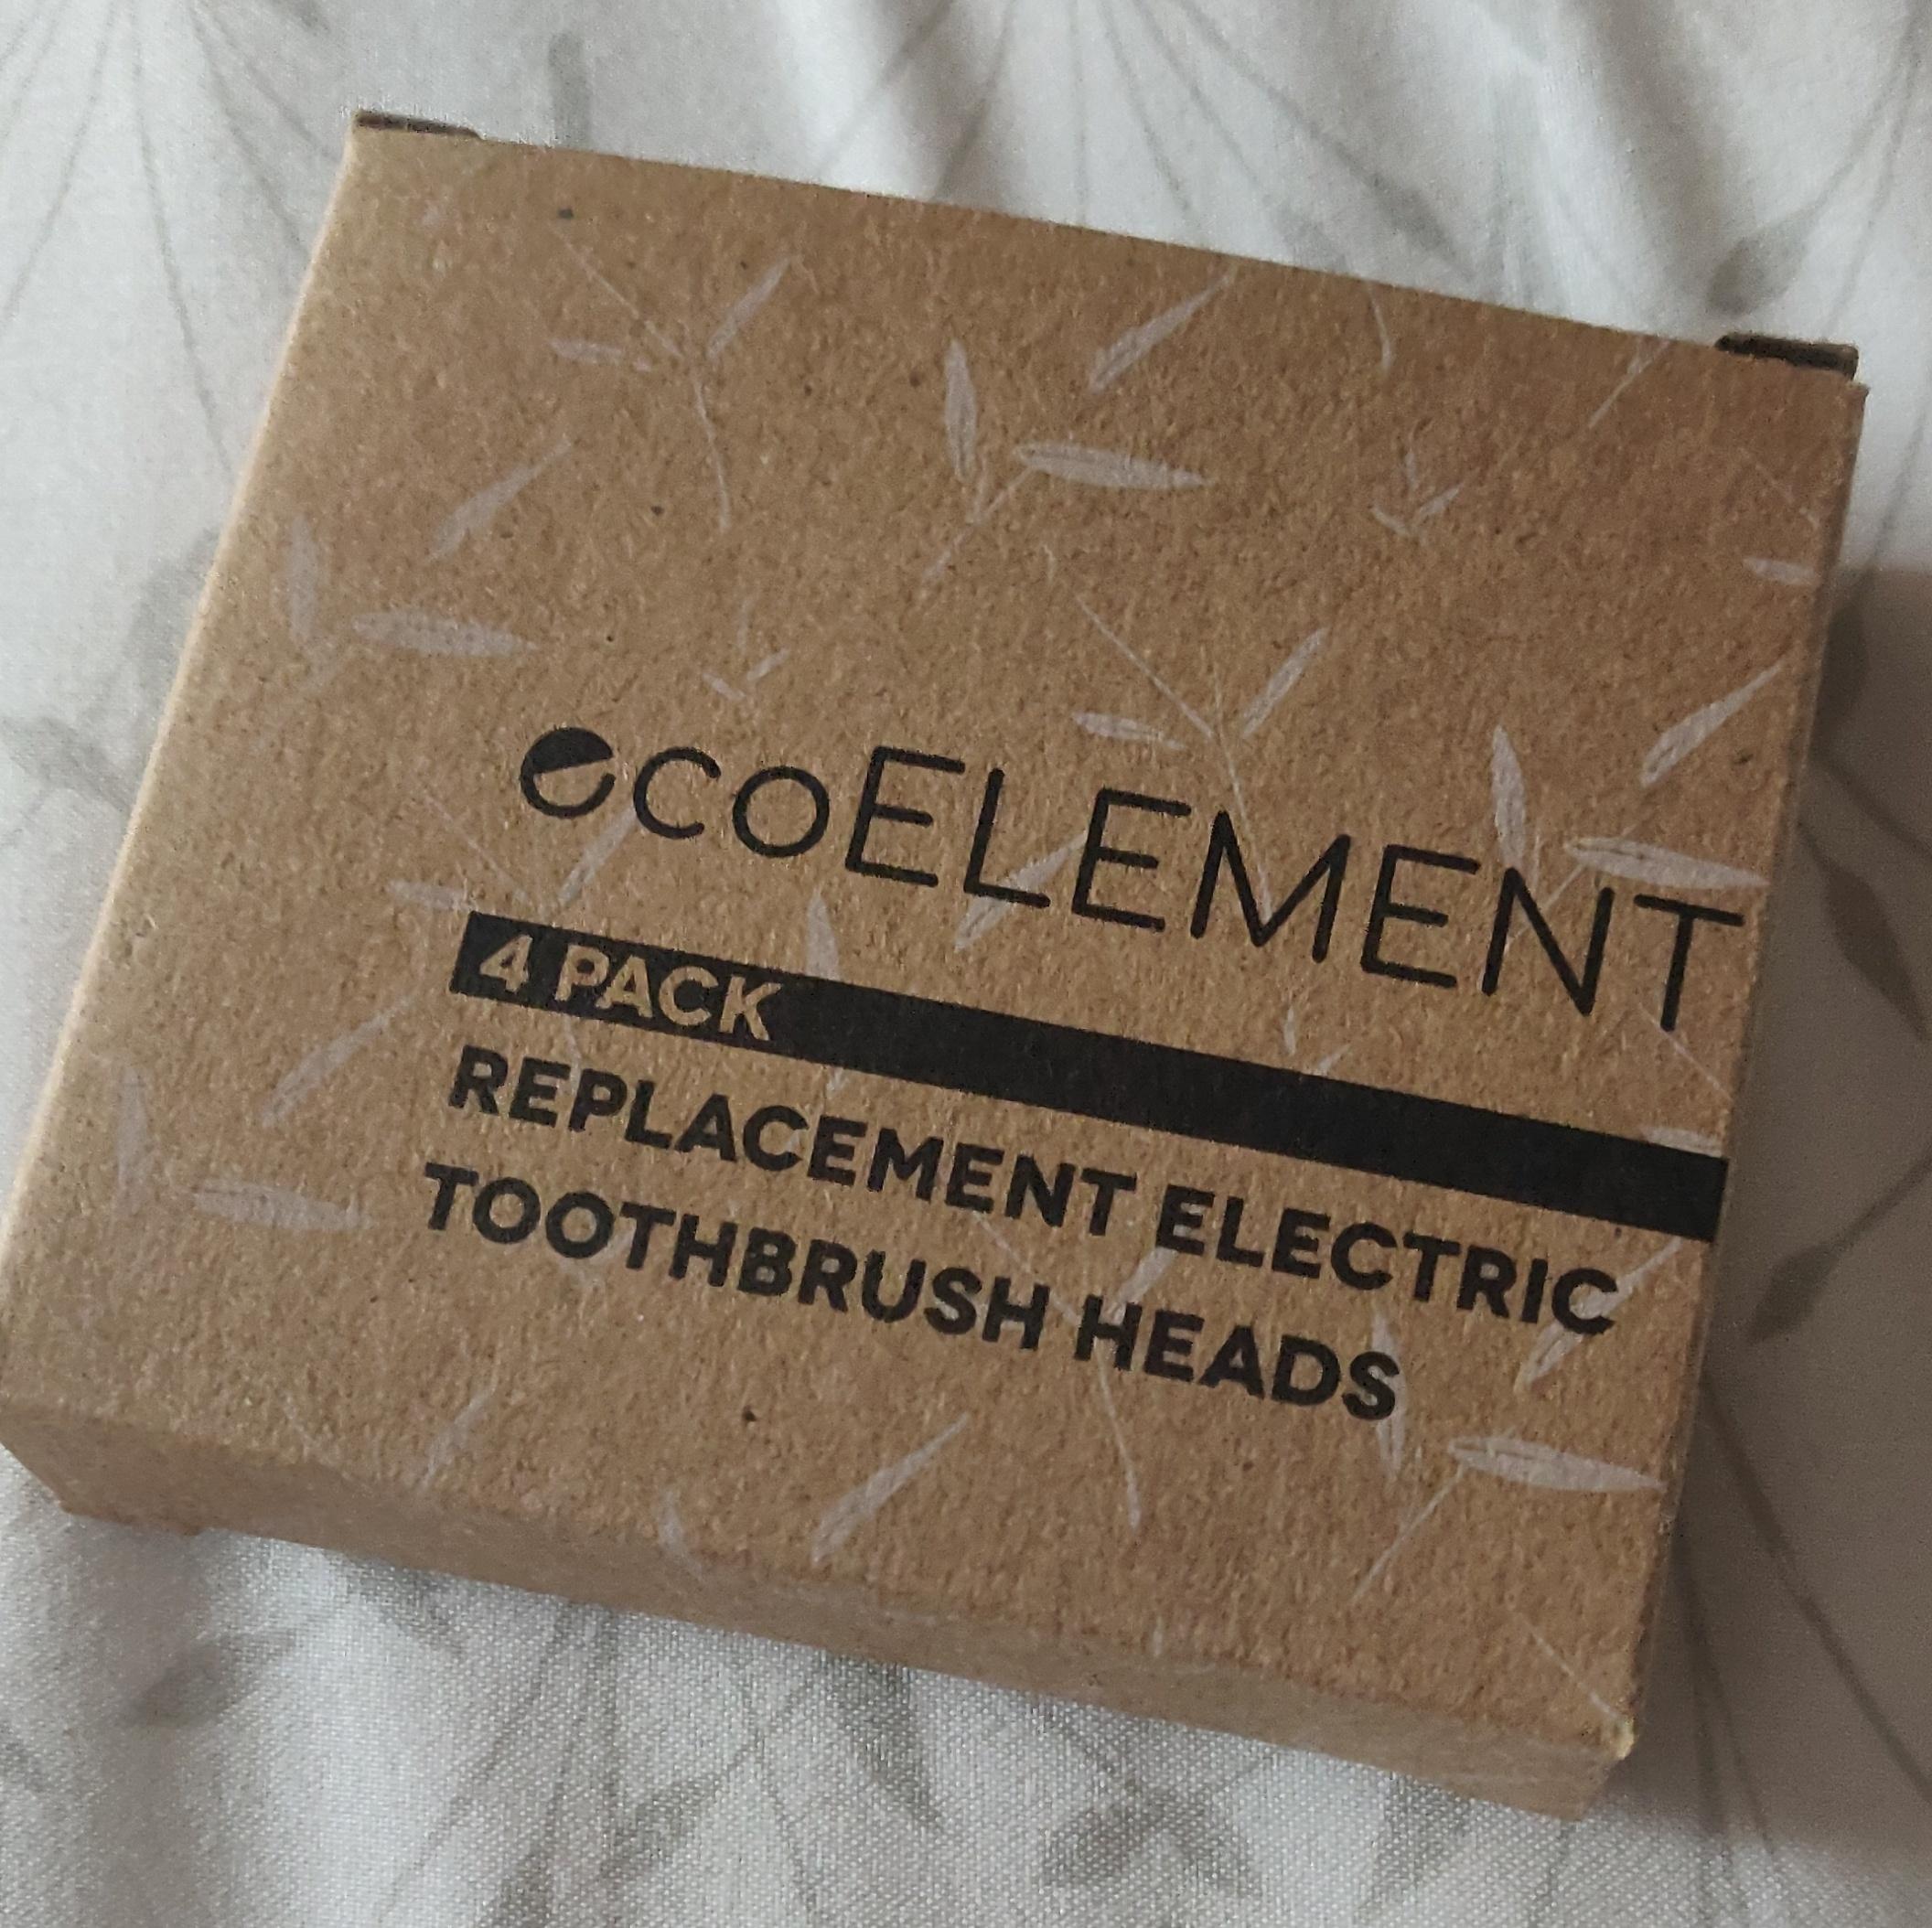 ecoELEMENT
4 PACK
REPLACEMENT ELECTRIC
TOOTHBRUSH HEADS